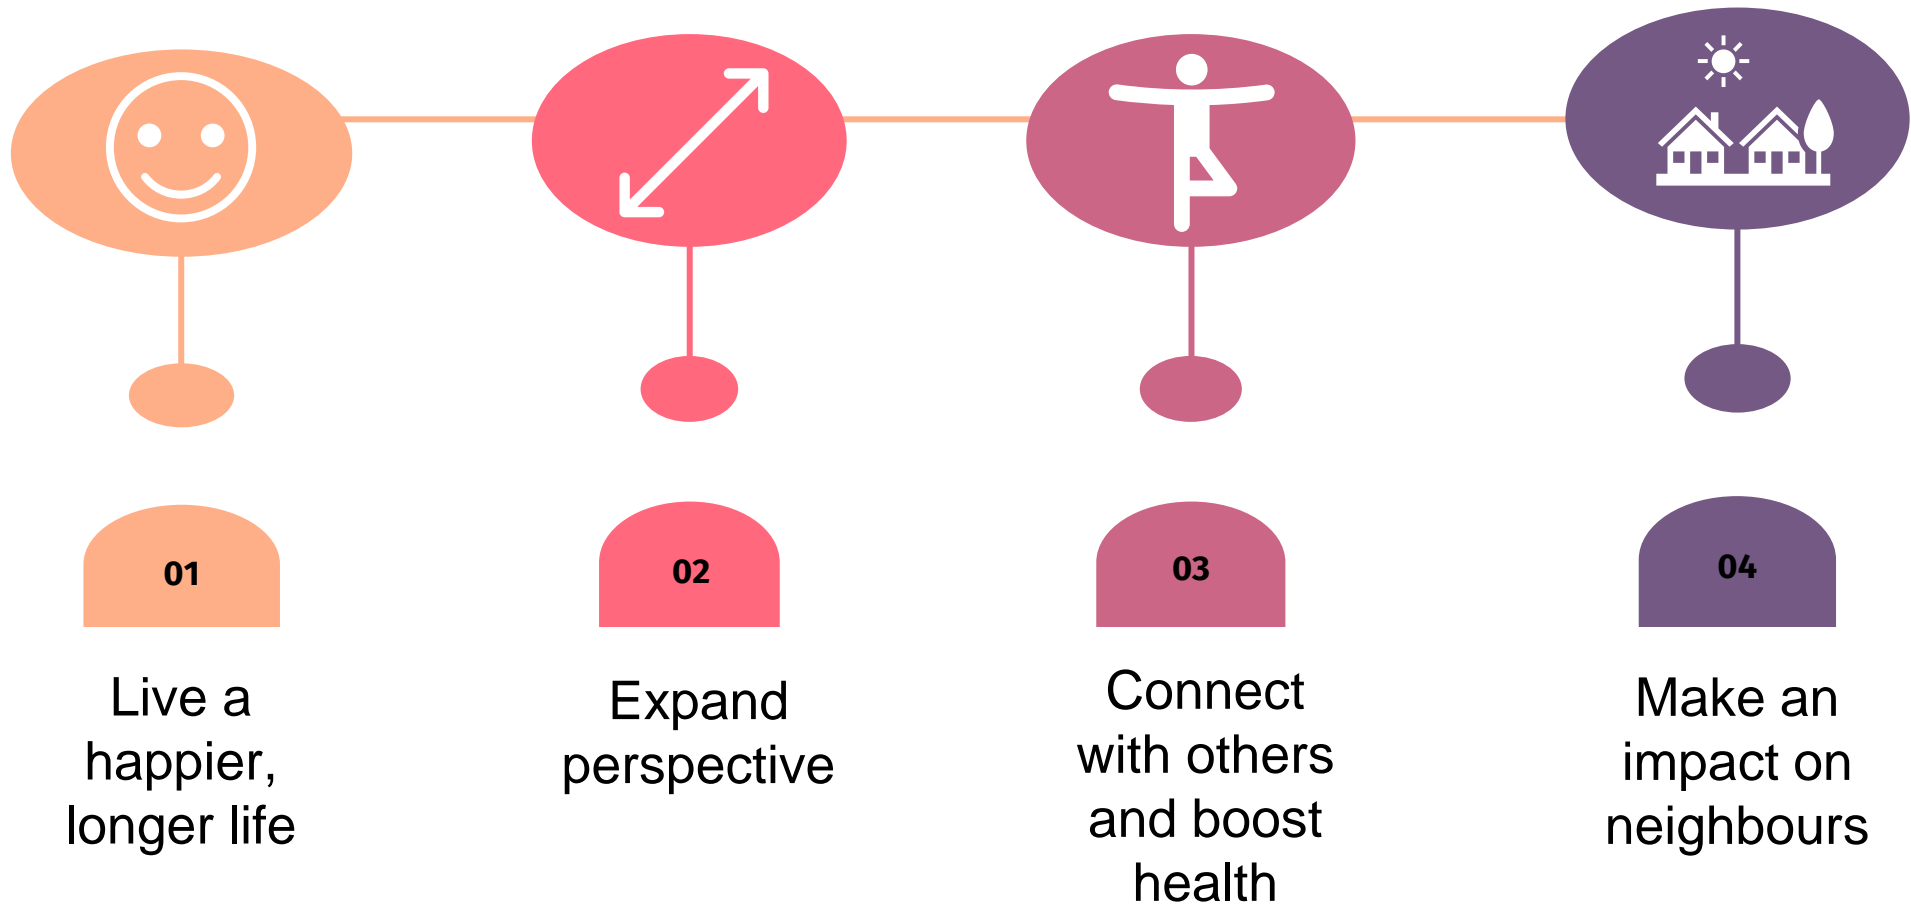 01
Live a
happier,
longer life
02
Expand
perspective
03
Connect
with others
and boost
health
04
Make an
impact on
neighbours